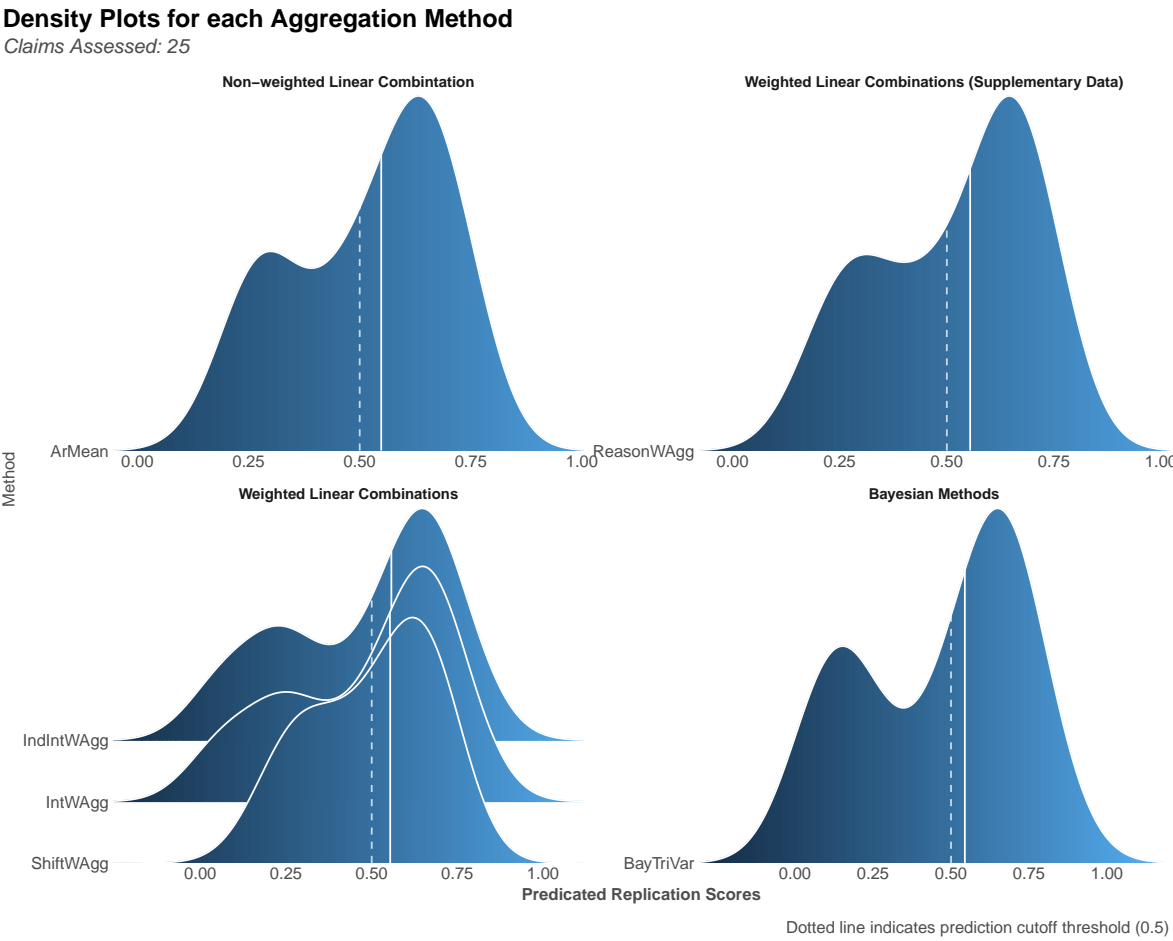 Density Plots for each Aggregation Method
Claims Assessed: 25
Non−weighted Linear Combintation
Weighted Linear Combinations (Supplementary Data)
ArMean
0.00 0.25 0.50 0.75 1.00
ReasonWAgg
0.00 0.25 0.50 0.75 1.00
Method
Weighted Linear Combinations
Bayesian Methods
IndIntWAgg
IntWAgg
ShiftWAgg
0.00 0.25 0.50 0.75 1.00
BayTriVar
0.00 0.25 0.50 0.75 1.00
Predicated Replication Scores
Dotted line indicates prediction cutoff threshold (0.5)